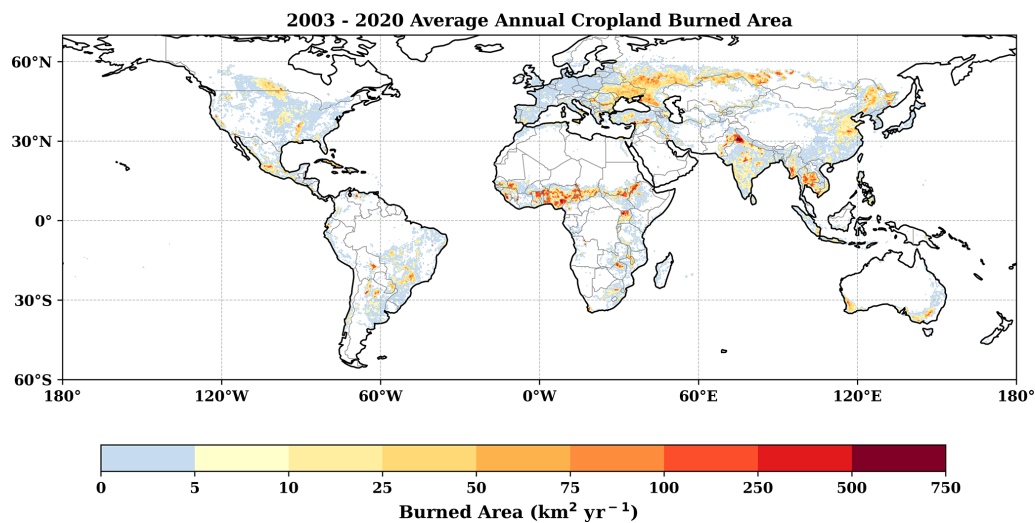 2003 - 2020 Average Annual Cropland Burned Area
60°N
30°N
0°
30°S
60°S
180° 120°W 60°W 0°W 60°E 120°E 180°
0 5 10 25 50 75 100 250 500 750
Burned Area (km² yr⁻¹)